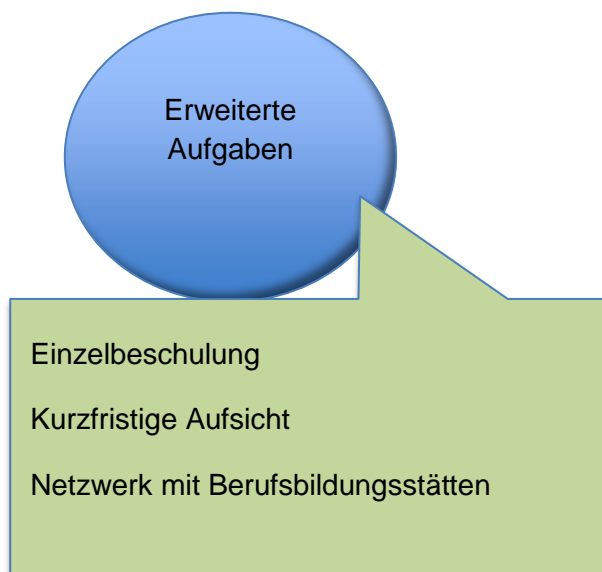 Erweiterte
Aufgaben
Einzelbeschulung
Kurzfristige Aufsicht
Netzwerk mit Berufsbildungsstätten